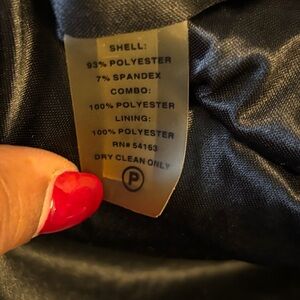 SHELL:
93% POLYESTER
7% SPANDEX
COMBO:
100% POLYESTER
LINING:
100% POLYESTER
RN# 54163
DRY CLEAN ONLY
P